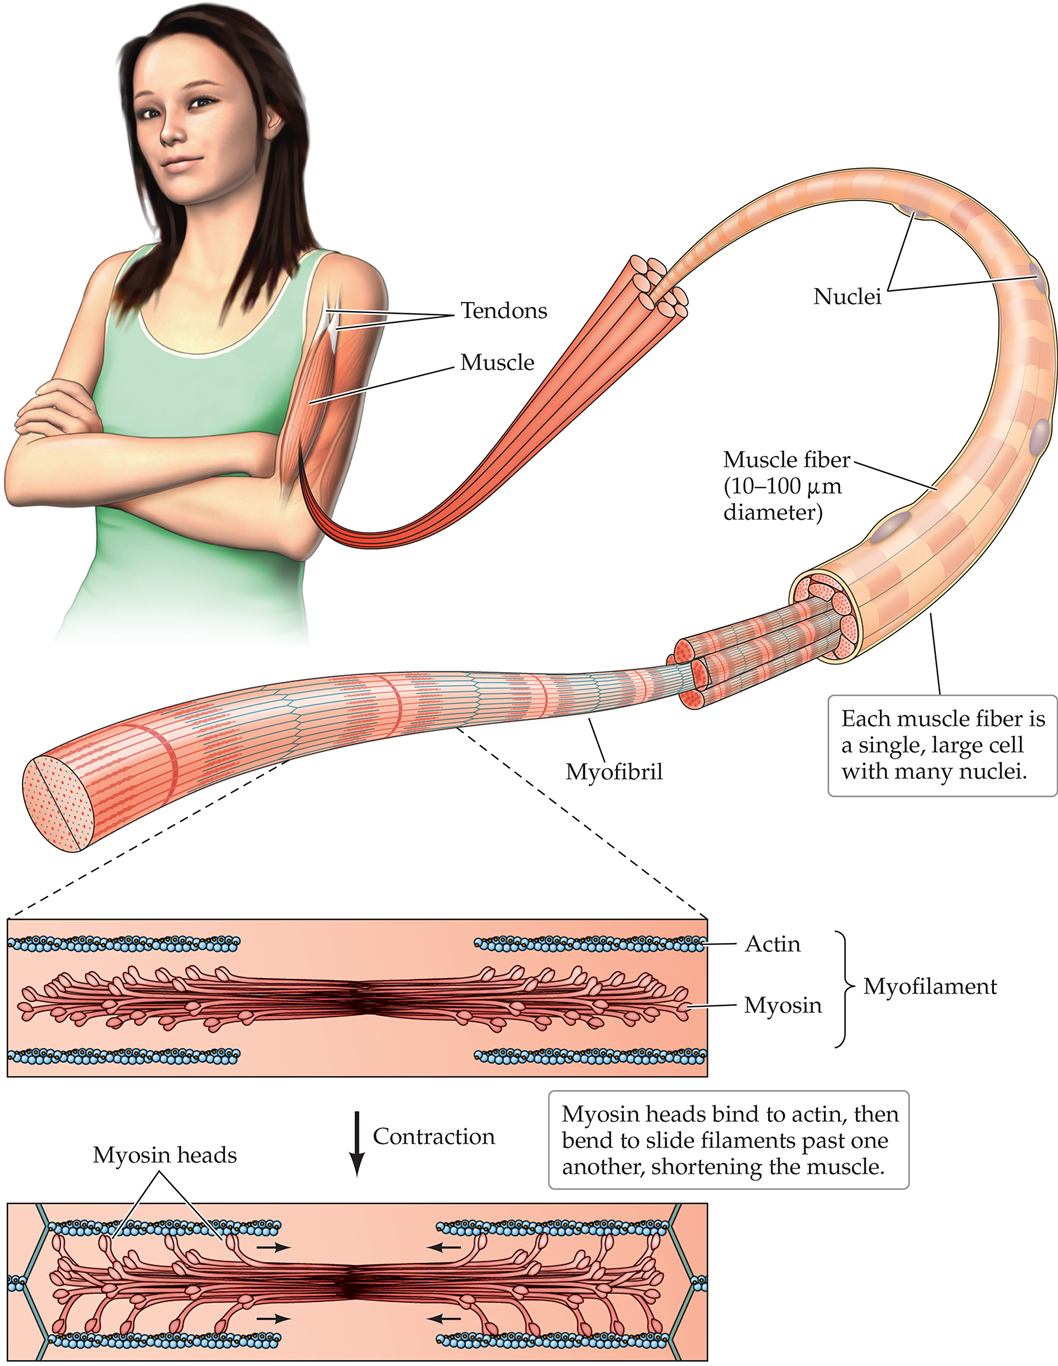 Tendons
Muscle
Nuclei
Muscle fiber
(10–100 µm
diameter)
Each muscle fiber is
a single, large cell
with many nuclei.
Myofibril
Actin
Myosin
Myofilament
Contraction
Myosin heads bind to actin, then
bend to slide filaments past one
another, shortening the muscle.
Myosin heads